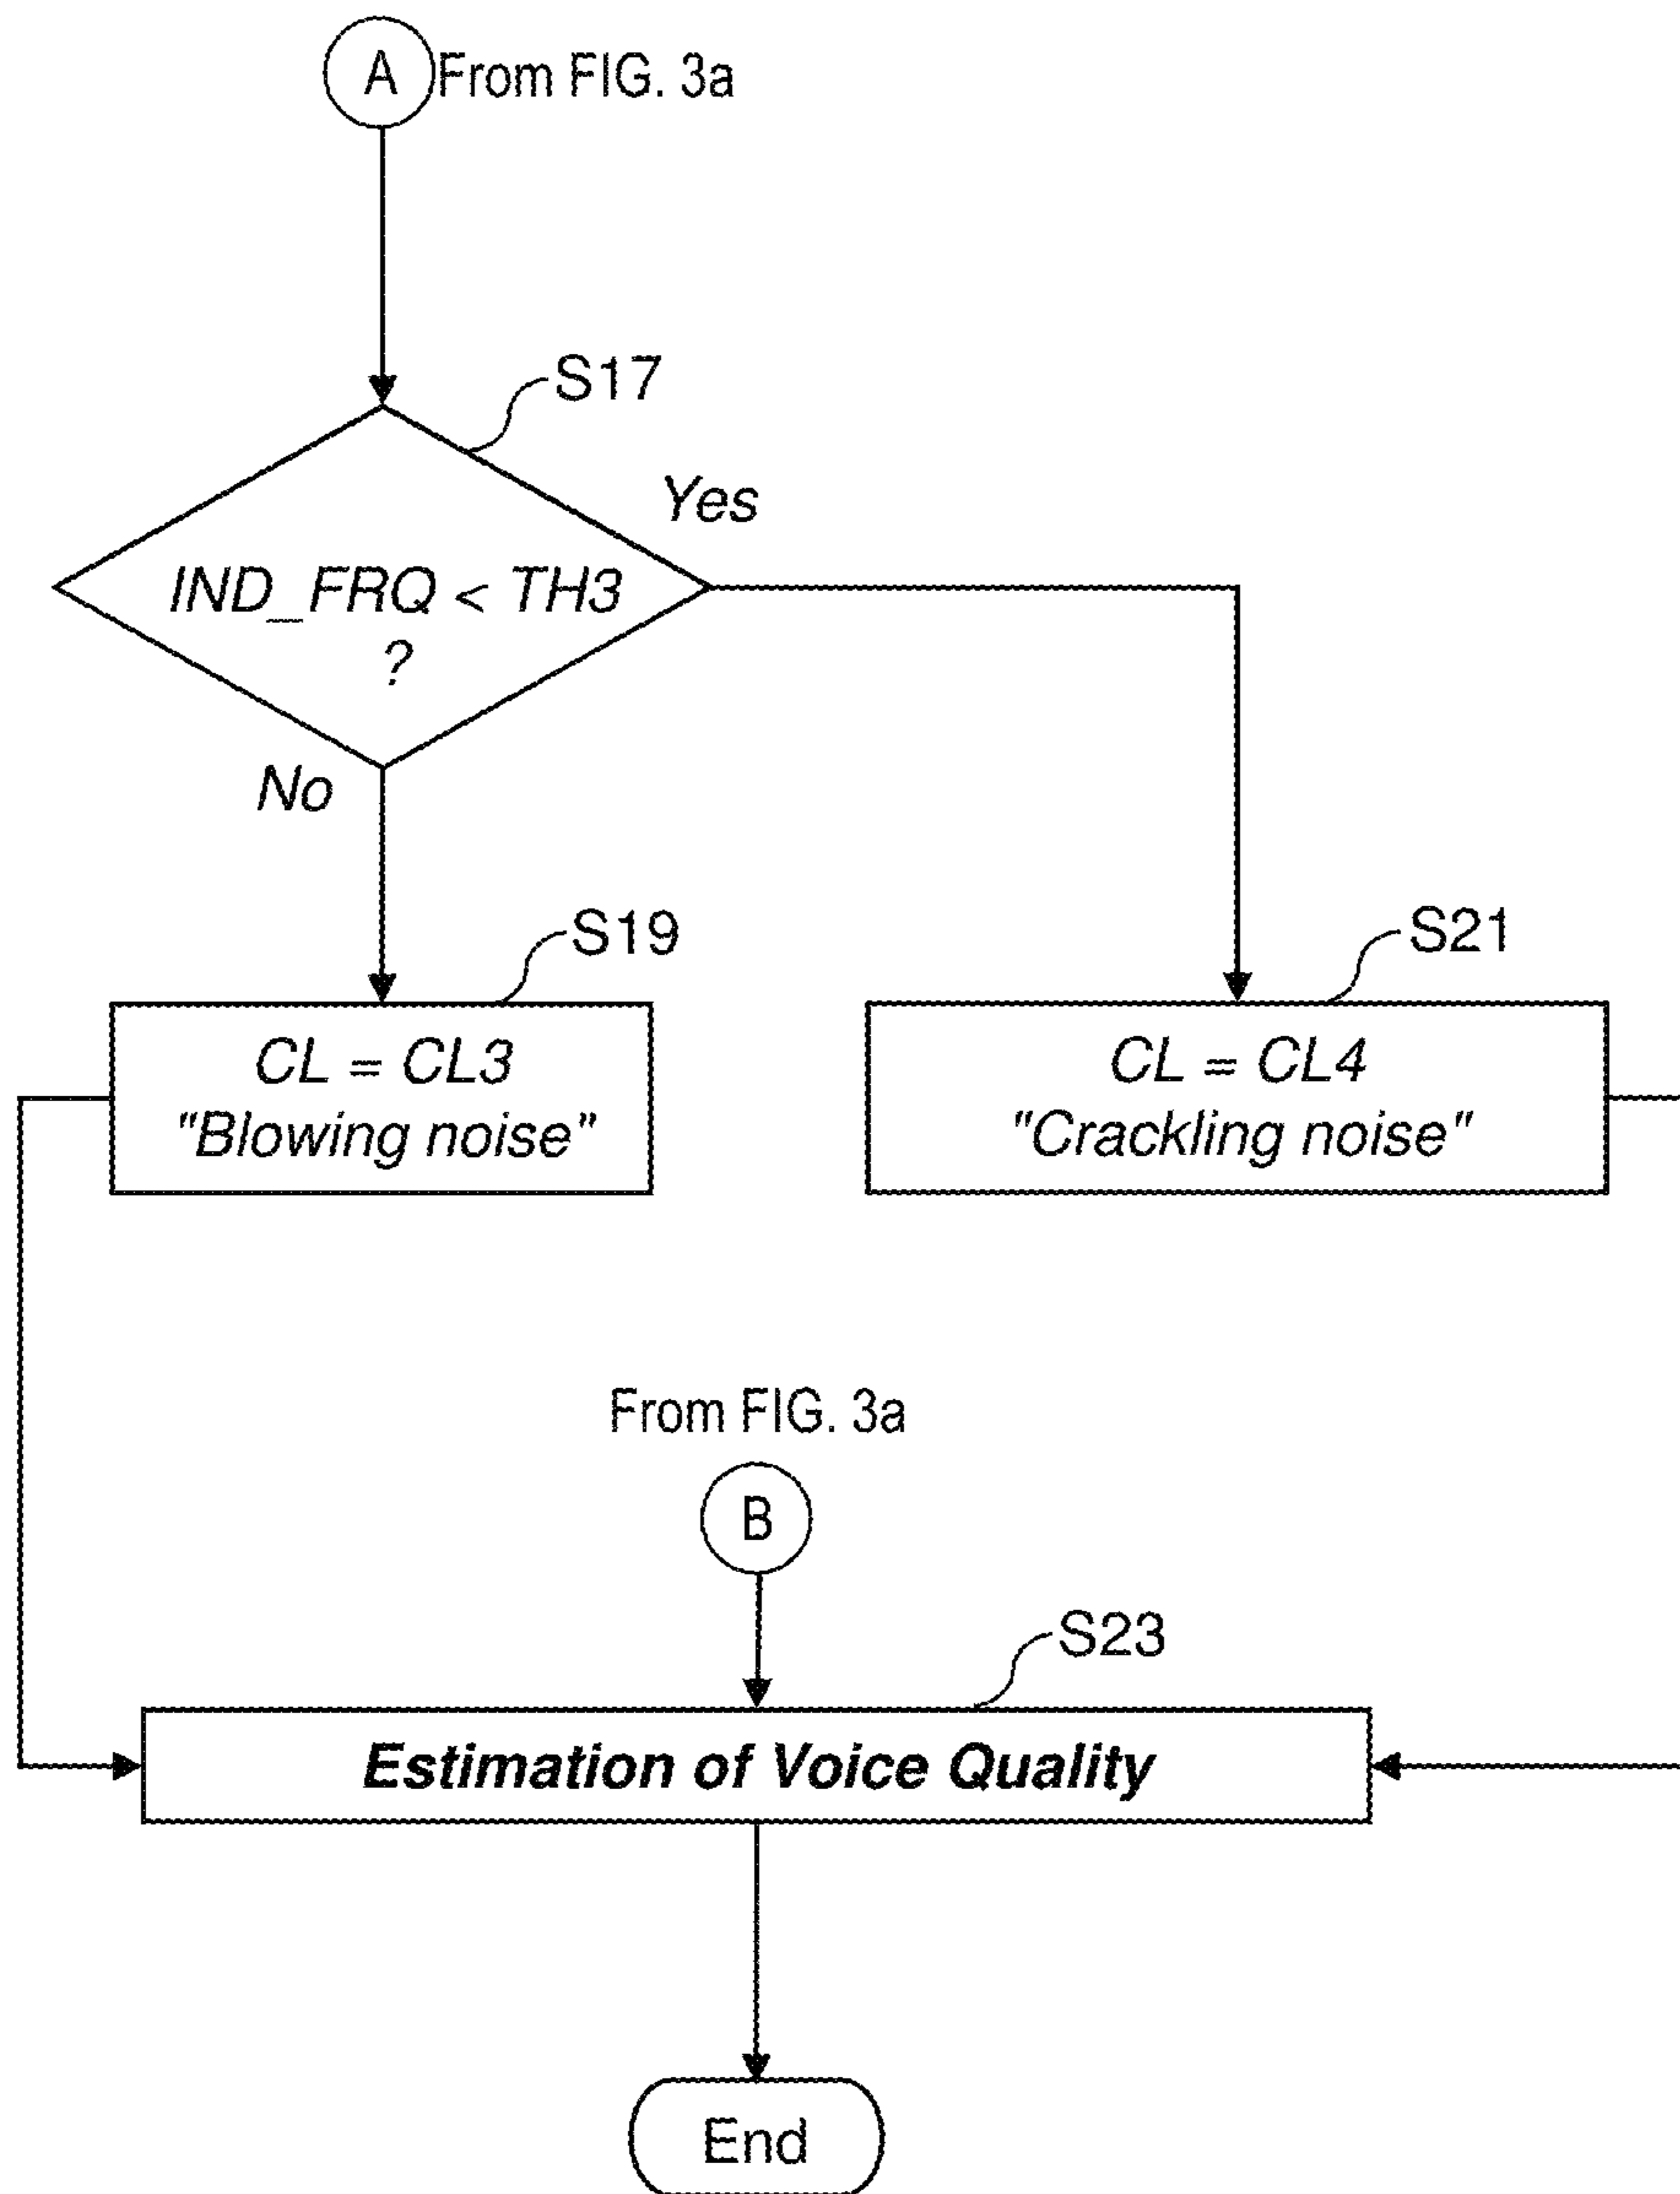 A From FIG. 3a
S17
Yes
IND_FRQ < TH3
?
No
S19
S21
CL = CL3
"Blowing noise"
CL = CL4
"Crackling noise"
From FIG. 3a
B
S23
Estimation of Voice Quality
End